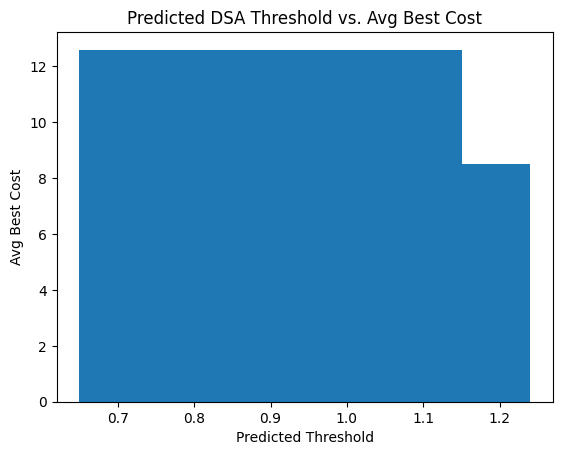 Predicted DSA Threshold vs. Avg Best Cost
12
10
8
6
4
2
0
Avg Best Cost
0.7 0.8 0.9 1.0 1.1 1.2
Predicted Threshold